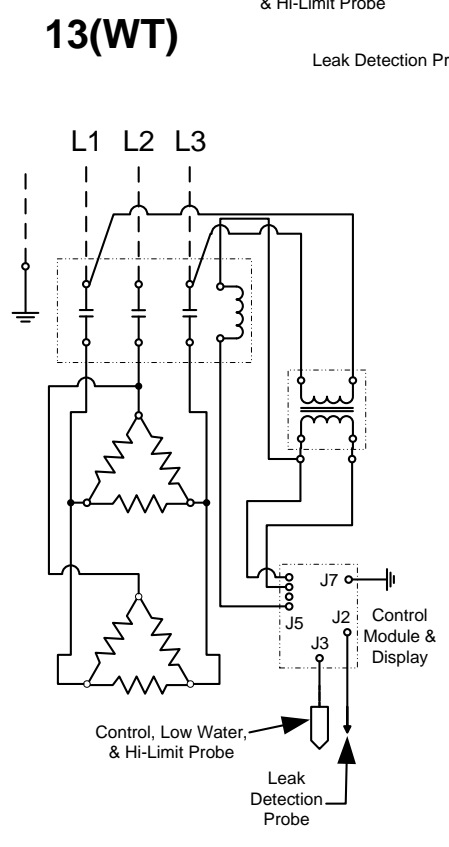 & Hi-Limit Probe
13(WT)
Leak Detection Pr
L1 L2 L3
J7
J5
J2
J3
Control
Module &
Display
Control, Low Water,
& Hi-Limit Probe
Leak
Detection
Probe